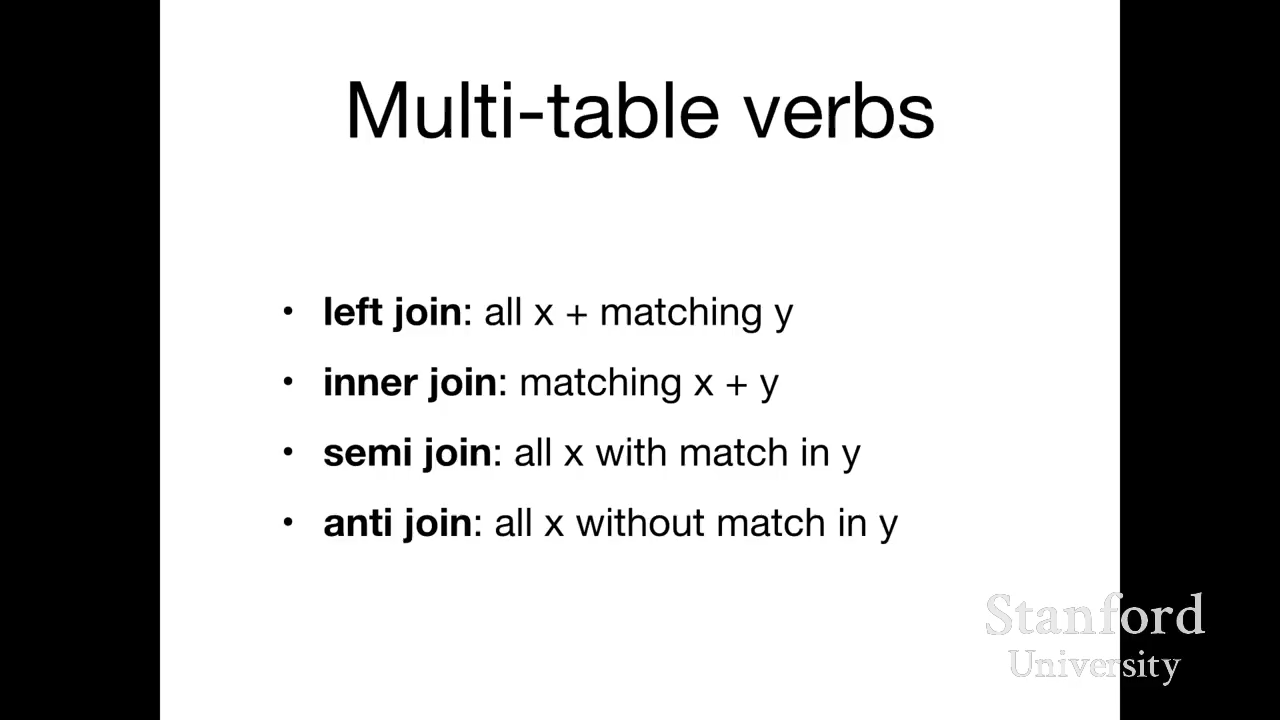 Multi-table verbs
• left join: all x + matching y
• inner join: matching x + y
• semi join: all x with match in y
• anti join: all x without match in y
Stanford
University